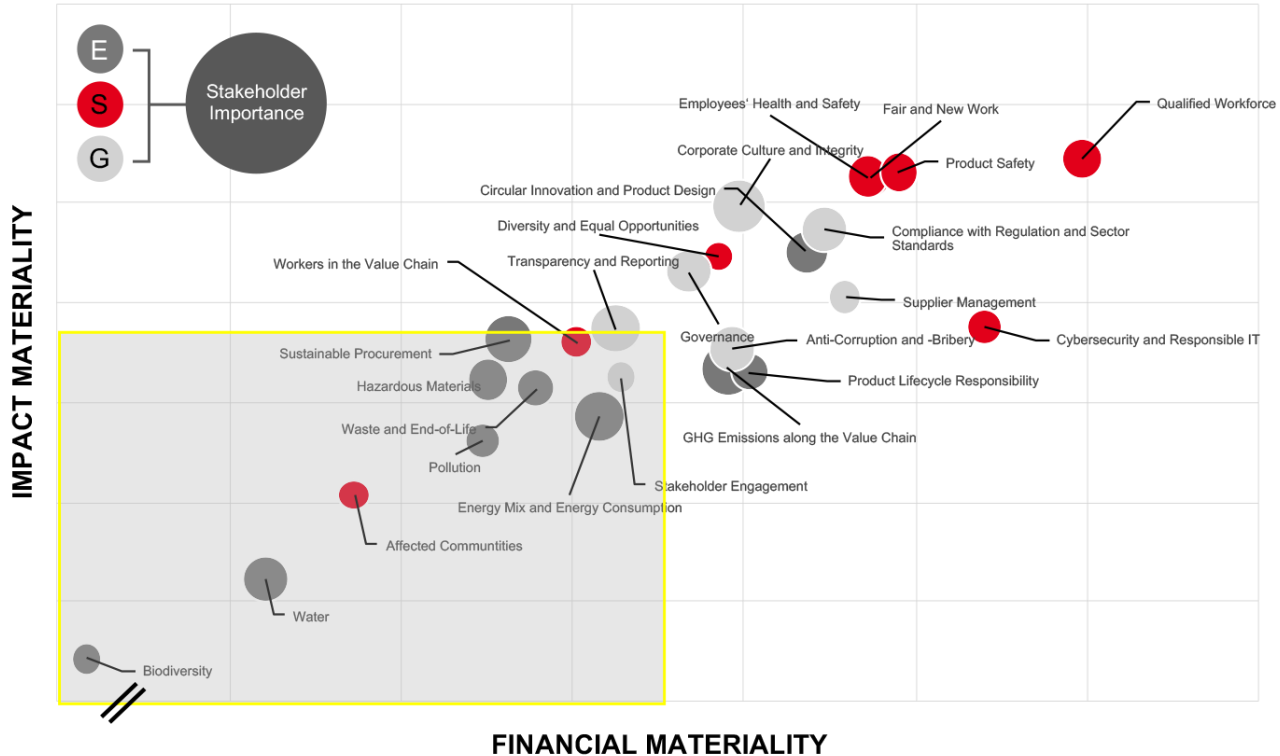 E
S
G
Stakeholder
Importance
Employees' Health and Safety
Fair and New Work
Qualified Workforce
Corporate Culture and Integrity
Product Safety
Circular Innovation and Product Design
Diversity and Equal Opportunities
Compliance with Regulation and Sector
Standards
Workers in the Value Chain
Transparency and Reporting
Supplier Management
Governance
Anti-Corruption and -Bribery
Cybersecurity and Responsible IT
Sustainable Procurement
Hazardous Materials
Product Lifecycle Responsibility
Waste and End-of-Life
GHG Emissions along the Value Chain
Pollution
Stakeholder Engagement
Energy Mix and Energy Consumption
Affected Communtities
Water
Biodiversity
IMPACT MATERIALITY
FINANCIAL MATERIALITY